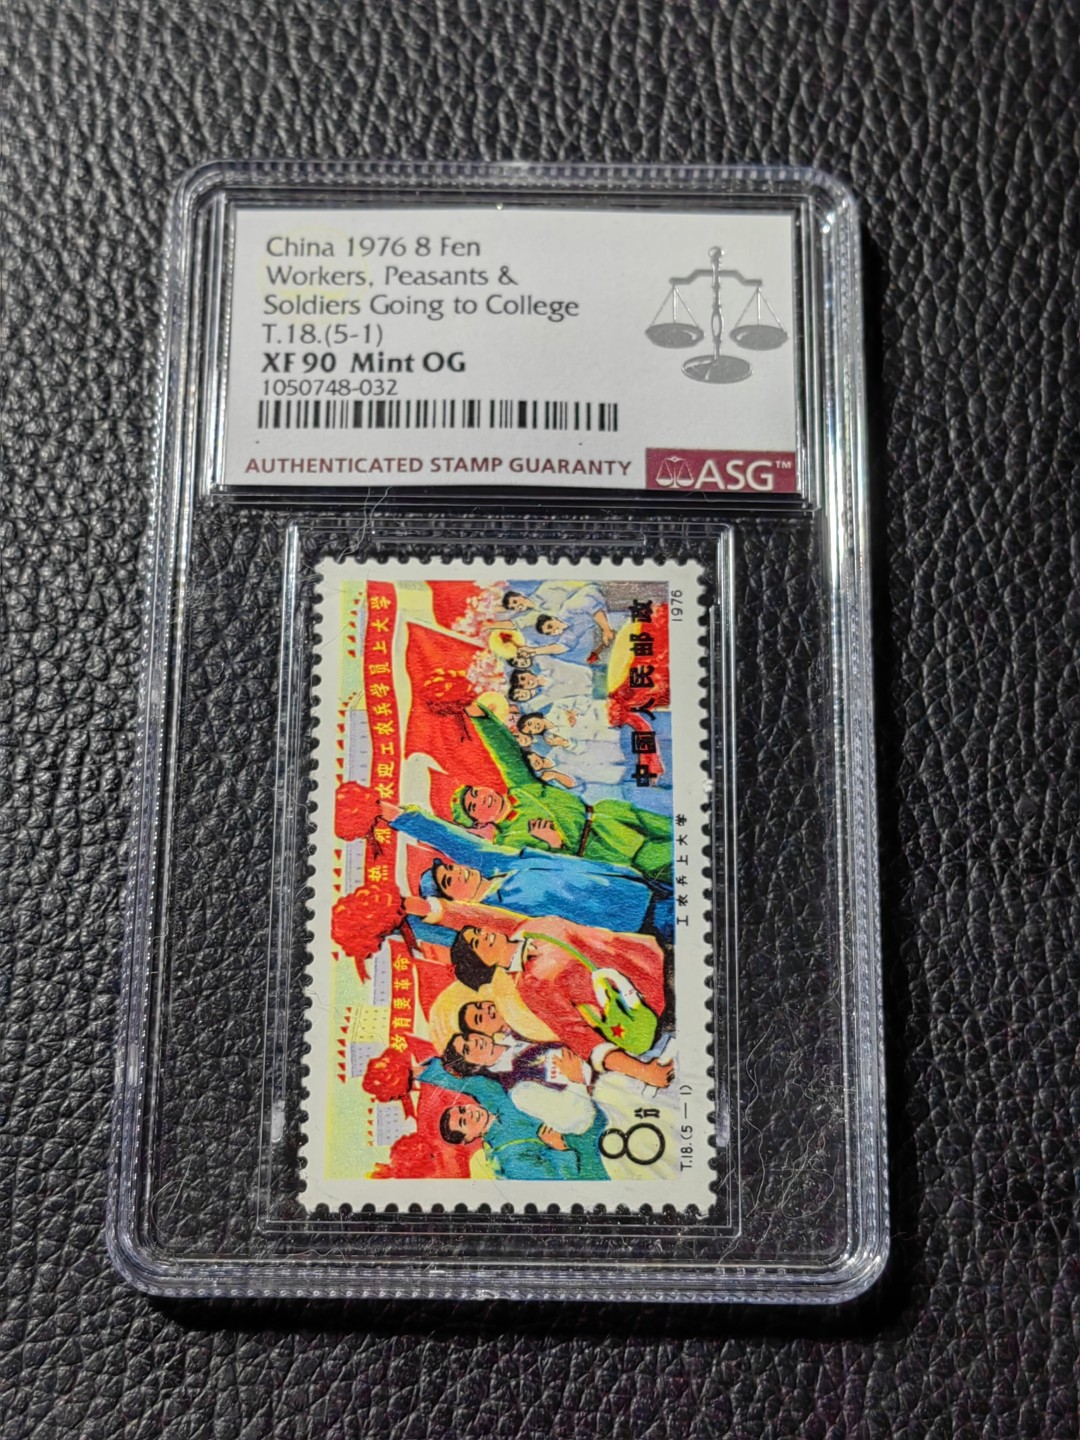 China 1976 8 Fen
Workers, Peasants &
Soldiers Going to College
T.18.(5-1)
XF 90 Mint OG
1050748-032
AUTHENTICATED STAMP GUARANTY
ASG™
热烈欢迎工农兵学员上大学
教育要革命
中國人民邮政
1976
工农兵上大学
8分
T.18.(5—1)